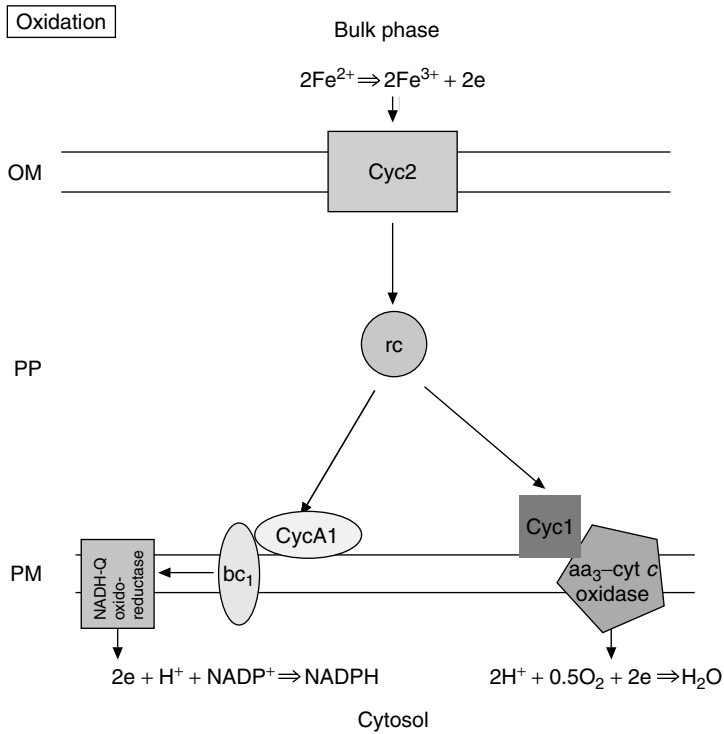 Oxidation
Bulk phase
2Fe²⁺⇒2Fe³⁺ + 2e
OM
Cyc2
rc
PP
CycA1
Cyc1
PM
NADH-Q
oxido-
reductase
bc₁
aa₃–cyt c
oxidase
2e + H⁺ + NADP⁺⇒NADPH
2H⁺ + 0.5O₂ + 2e⇒H₂O
Cytosol